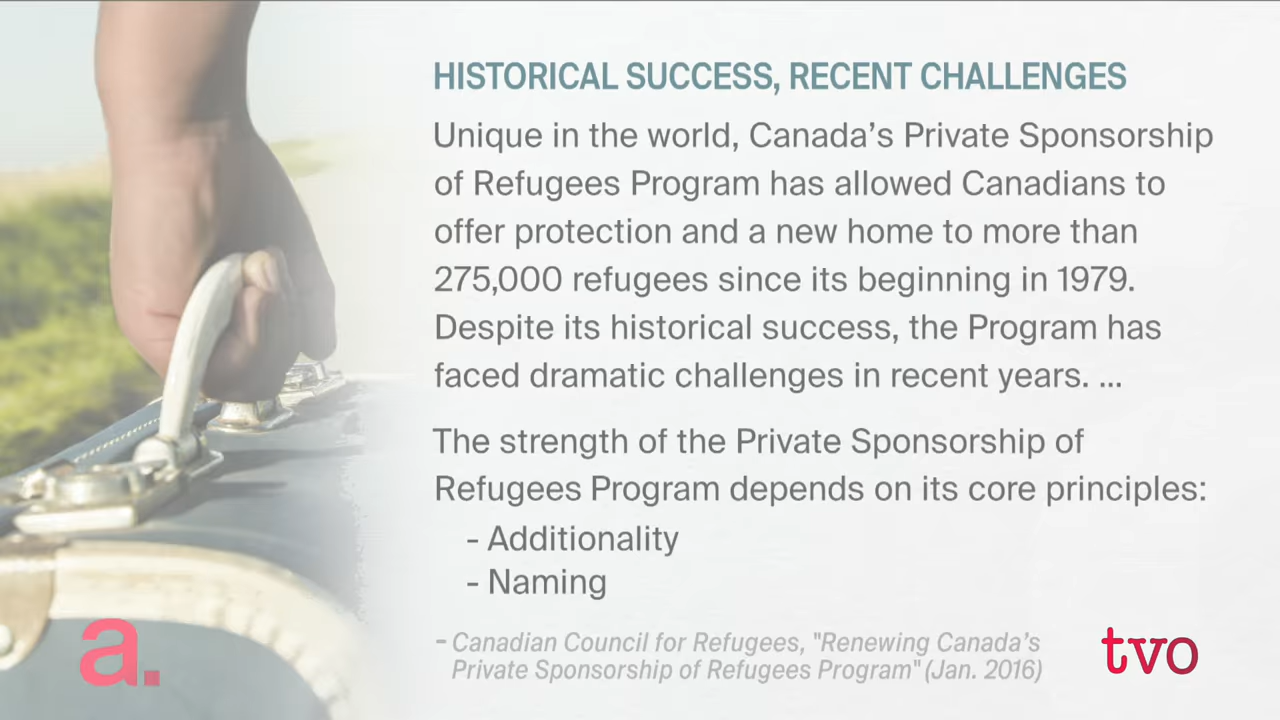 HISTORICAL SUCCESS, RECENT CHALLENGES
Unique in the world, Canada’s Private Sponsorship
of Refugees Program has allowed Canadians to
offer protection and a new home to more than
275,000 refugees since its beginning in 1979.
Despite its historical success, the Program has
faced dramatic challenges in recent years. ...
The strength of the Private Sponsorship of
Refugees Program depends on its core principles:
- Additionality
- Naming
- Canadian Council for Refugees, "Renewing Canada’s
Private Sponsorship of Refugees Program" (Jan. 2016)
a.
tvo